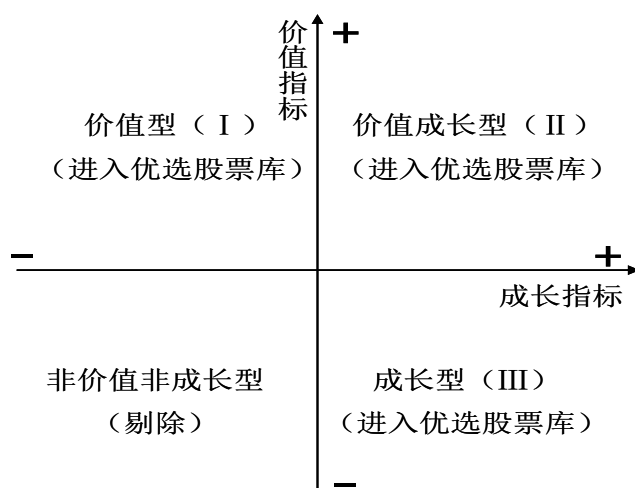 价值指标
+
价值型（Ⅰ）
（进入优选股票库）
价值成长型（Ⅱ）
（进入优选股票库）
−
+
成长指标
非价值非成长型
（剔除）
成长型（Ⅲ）
（进入优选股票库）
−